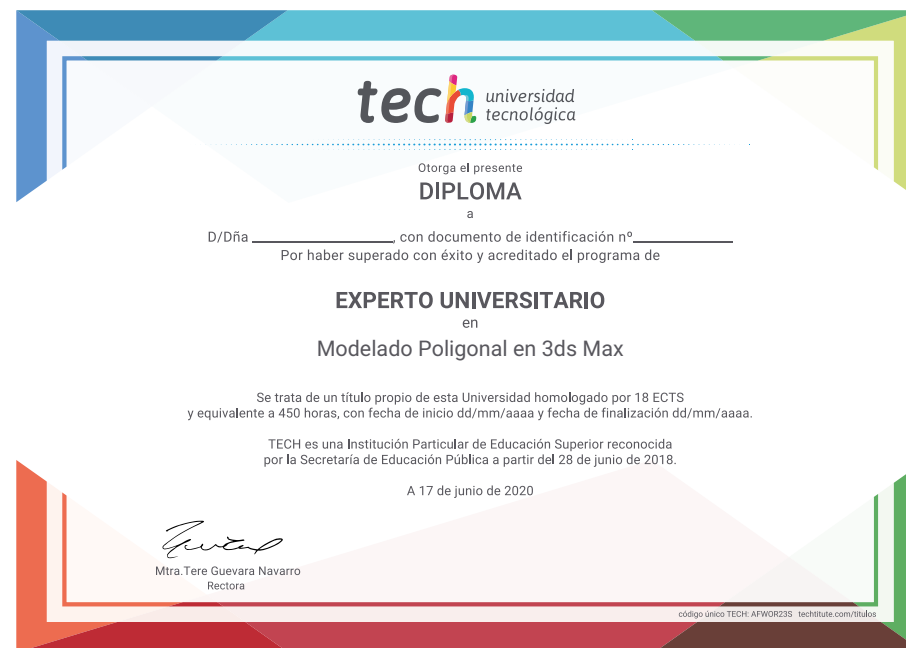 tech universidad
tecnológica
Otorga el presente
DIPLOMA
a
D/Dña ____________________, con documento de identificación nº______________
Por haber superado con éxito y acreditado el programa de
EXPERTO UNIVERSITARIO
en
Modelado Poligonal en 3ds Max
Se trata de un título propio de esta Universidad homologado por 18 ECTS
y equivalente a 450 horas, con fecha de inicio dd/mm/aaaa y fecha de finalización dd/mm/aaaa.
TECH es una Institución Particular de Educación Superior reconocida
por la Secretaría de Educación Pública a partir del 28 de junio de 2018.
A 17 de junio de 2020
Mtra.Tere Guevara Navarro
Rectora
código único TECH: AFWOR23S techtitute.com/titulos